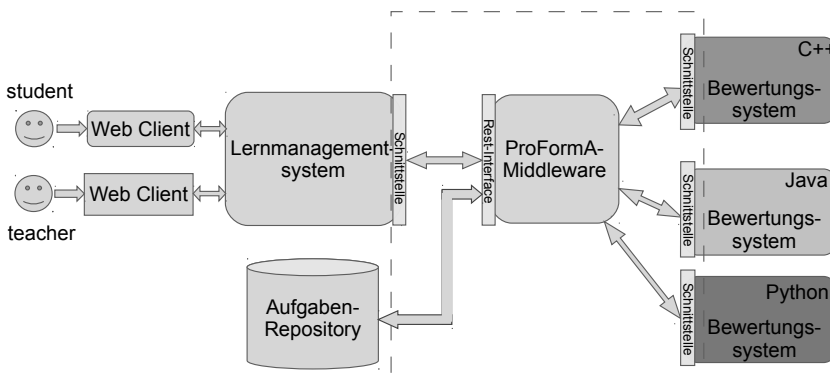 student
Web Client
Web Client
teacher
Lernmanagement-
system
Schnittstelle
Aufgaben-
Repository
Rest-Interface
ProFormA-
Middleware
Schnittstelle
C++
Bewertungs-
system
Schnittstelle
Java
Bewertungs-
system
Schnittstelle
Python
Bewertungs-
system